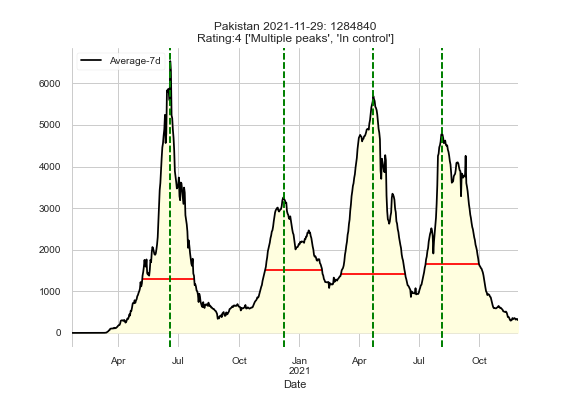 Pakistan 2021-11-29: 1284840
Rating:4 ['Multiple peaks', 'In control']
Average-7d
6000
5000
4000
3000
2000
1000
0
Apr
Jul
Oct
Jan
2021
Apr
Jul
Oct
Date